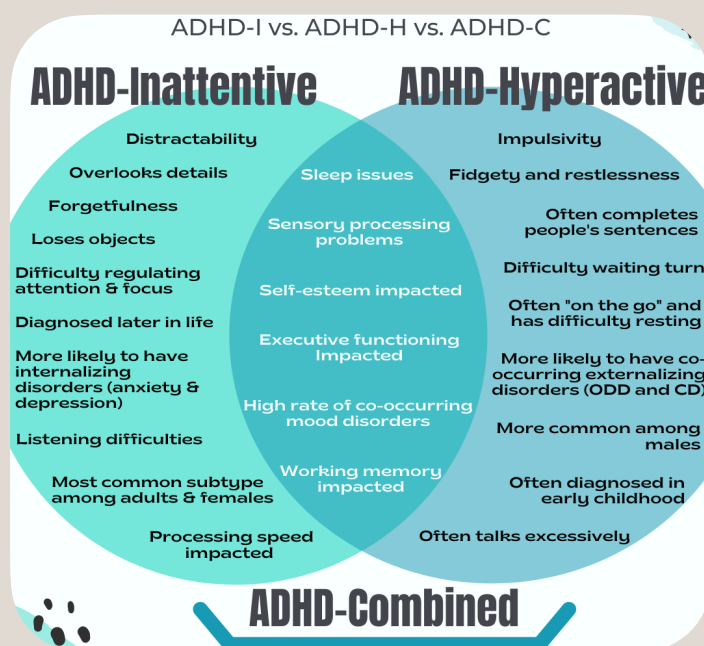 ADHD-I vs. ADHD-H vs. ADHD-C
ADHD-Inattentive
Distractability
Overlooks details
Forgetfulness
Loses objects
Difficulty regulating
attention & focus
Diagnosed later in life
More likely to have
internalizing
disorders (anxiety &
depression)
Listening difficulties
Most common subtype
among adults & females
Processing speed
impacted
Sleep issues
Sensory processing
problems
Self-esteem impacted
Executive functioning
Impacted
High rate of co-occurring
mood disorders
Working memory
impacted
ADHD-Hyperactive
Impulsivity
Fidgety and restlessness
Often completes
people's sentences
Difficulty waiting turn
Often "on the go" and
has difficulty resting
More likely to have co-
occurring externalizing
disorders (ODD and CD)
More common among
males
Often diagnosed in
early childhood
Often talks excessively
ADHD-Combined